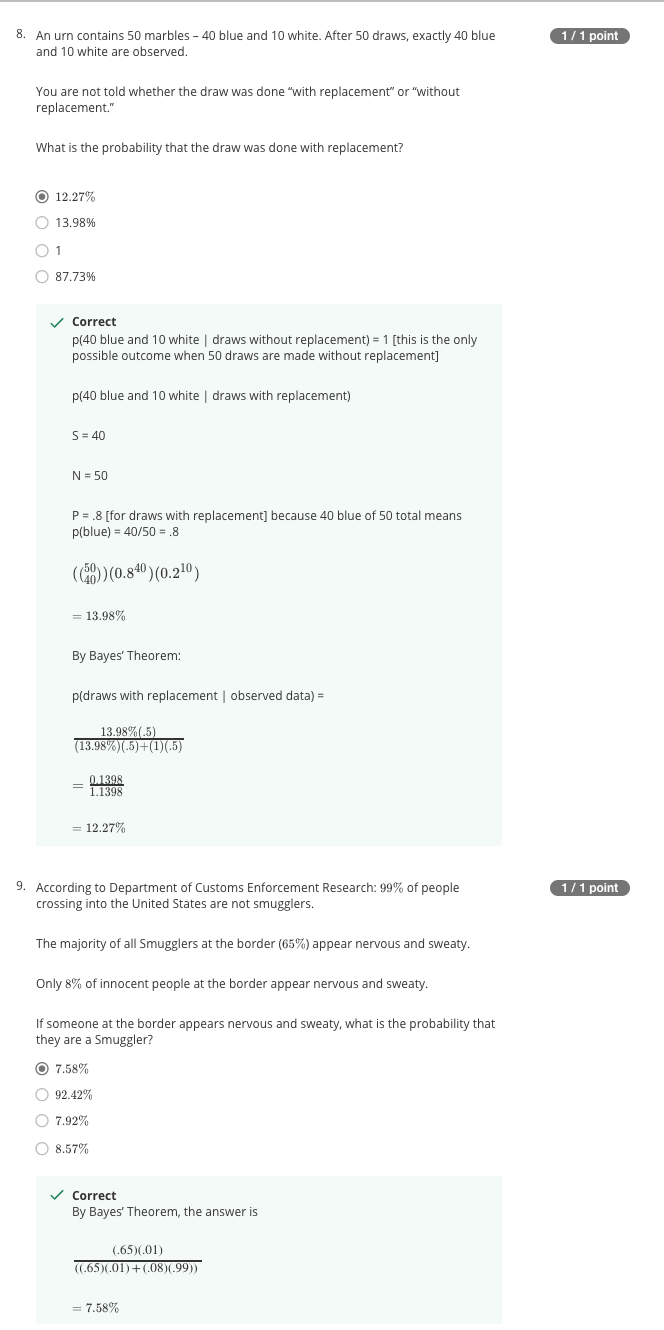 8. An urn contains 50 marbles – 40 blue and 10 white. After 50 draws, exactly 40 blue
and 10 white are observed.
1 / 1 point
You are not told whether the draw was done “with replacement” or “without
replacement.”
What is the probability that the draw was done with replacement?
12.27%
13.98%
1
87.73%
Correct
p(40 blue and 10 white | draws without replacement) = 1 [this is the only
possible outcome when 50 draws are made without replacement]
p(40 blue and 10 white | draws with replacement)
S = 40
N = 50
P = .8 [for draws with replacement] because 40 blue of 50 total means
p(blue) = 40/50 = .8
((50 40))(0.8^40)(0.2^10)
= 13.98%
By Bayes’ Theorem:
p(draws with replacement | observed data) =
13.98%(.5)
(13.98%)(.5)+(1)(.5)
= 0.1398
1.1398
= 12.27%
9. According to Department of Customs Enforcement Research: 99% of people
crossing into the United States are not smugglers.
1 / 1 point
The majority of all Smugglers at the border (65%) appear nervous and sweaty.
Only 8% of innocent people at the border appear nervous and sweaty.
If someone at the border appears nervous and sweaty, what is the probability that
they are a Smuggler?
7.58%
92.42%
7.92%
8.57%
Correct
By Bayes’ Theorem, the answer is
(.65)(.01)
((.65)(.01)+(.08)(.99))
= 7.58%